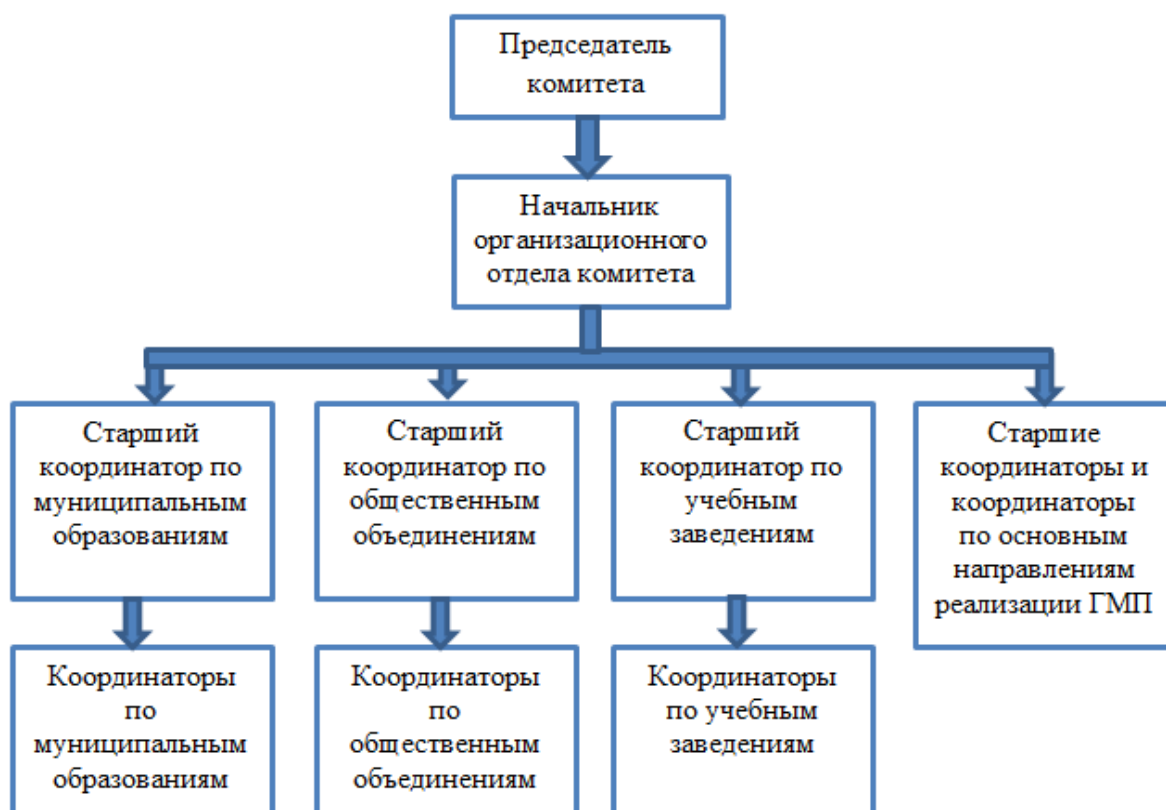 Председатель
комитета
Начальник
организационного
отдела комитета
Старший
координатор по
муниципальным
образованиям
Старший
координатор по
общественным
объединениям
Старший
координатор по
учебным
заведениям
Старшие
координаторы и
координаторы
по основным
направлениям
реализации ГМП
Координаторы
по
муниципальным
образованиям
Координаторы
по
общественным
объединениям
Координаторы
по учебным
заведениям